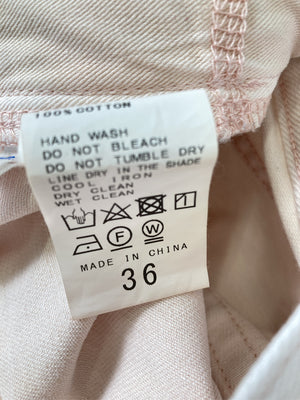 100% COTTON
HAND WASH
DO NOT BLEACH
DO NOT TUMBLE DRY
LINE DRY IN THE SHADE
COOL IRON
DRY CLEAN
WET CLEAN
F W
MADE IN CHINA
36